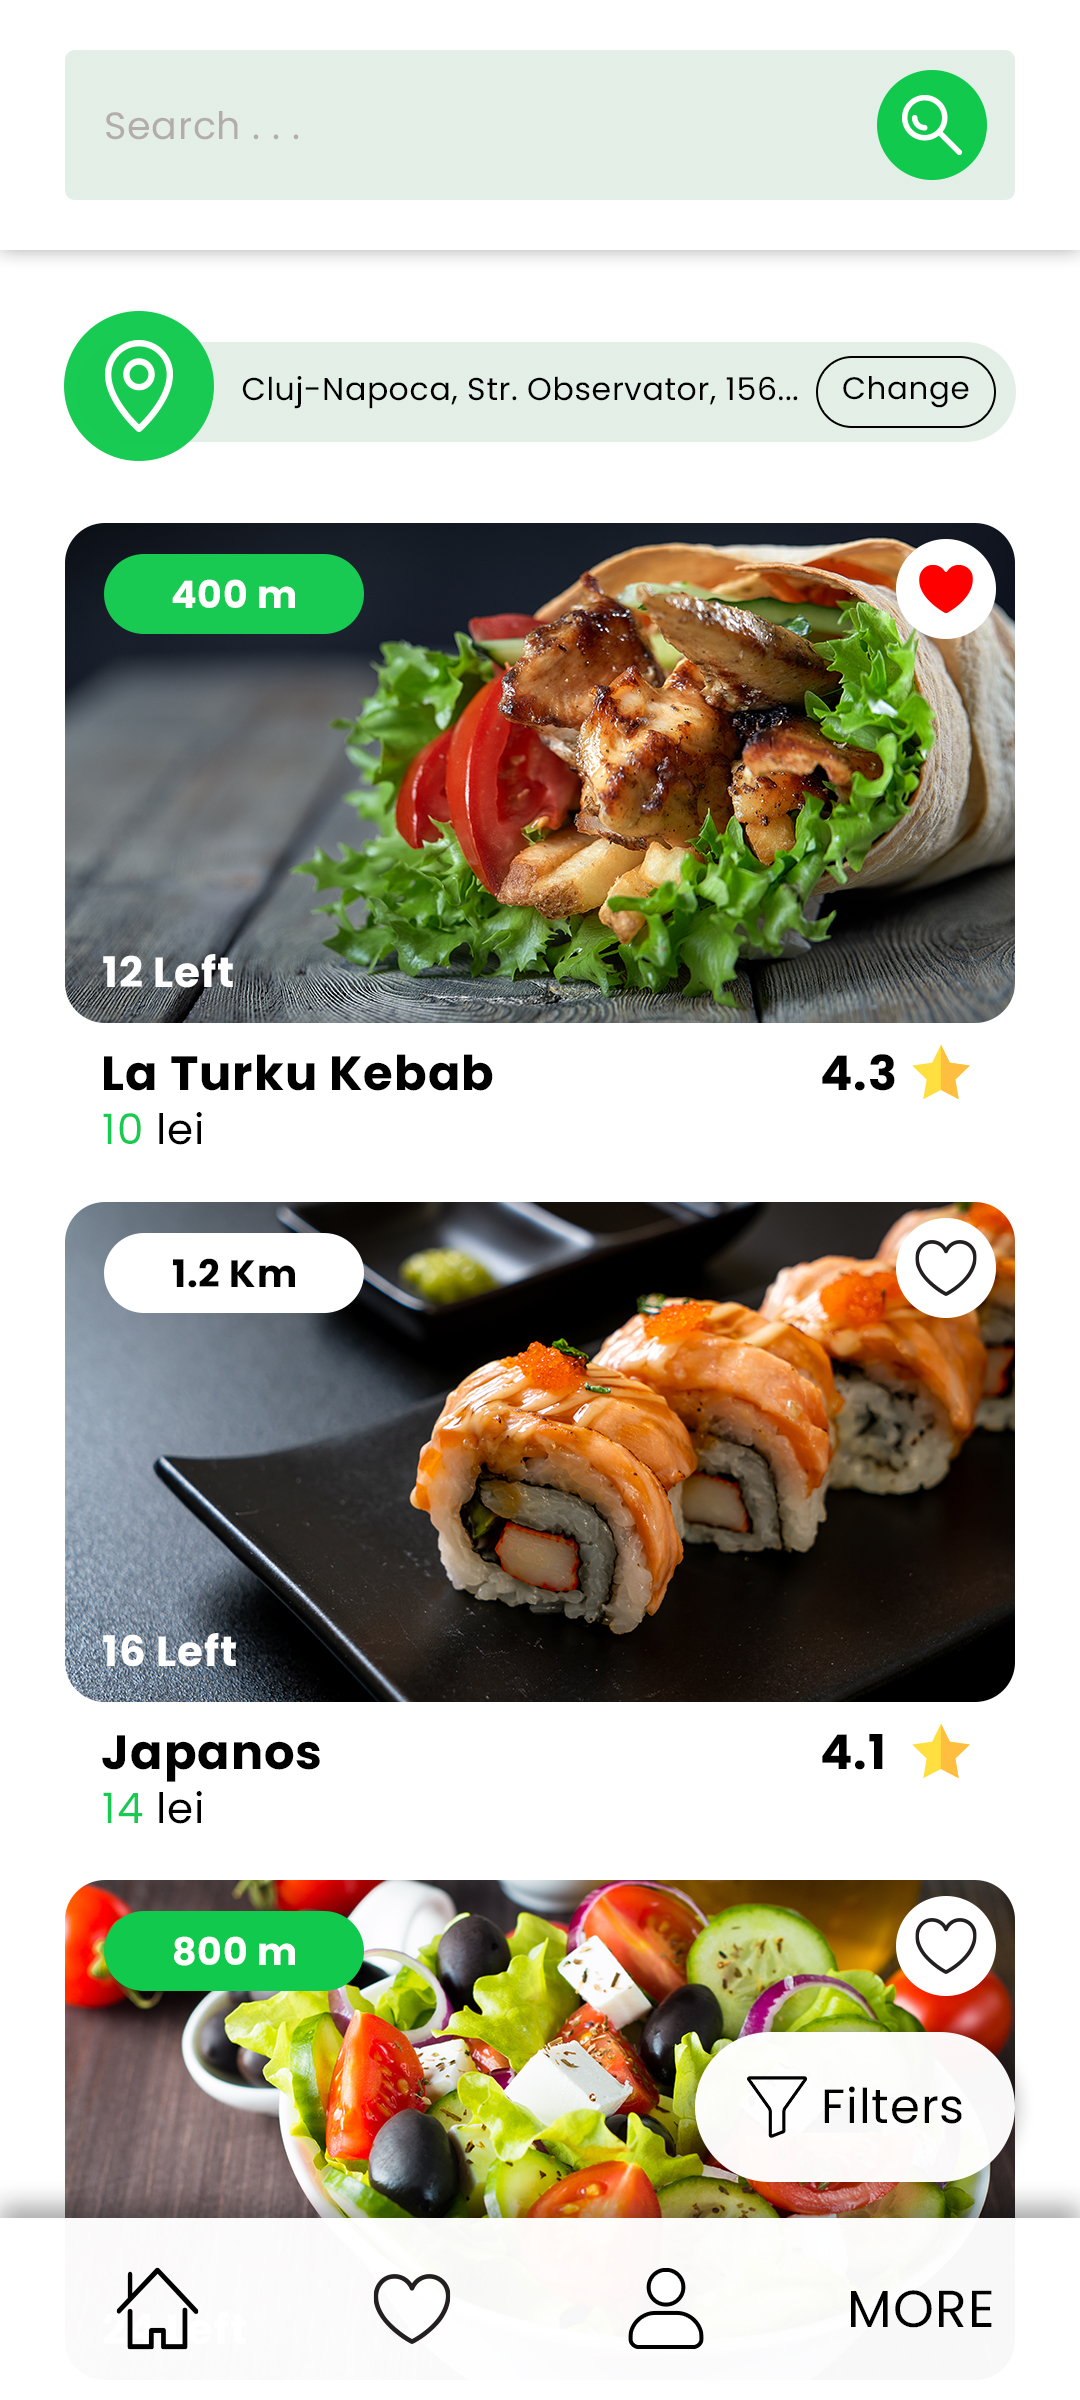 Search . . .
Cluj-Napoca, Str. Observator, 156...
Change
400 m
12 Left
La Turku Kebab
4.3
10 lei
1.2 Km
16 Left
Japanos
4.1
14 lei
800 m
Filters
MORE